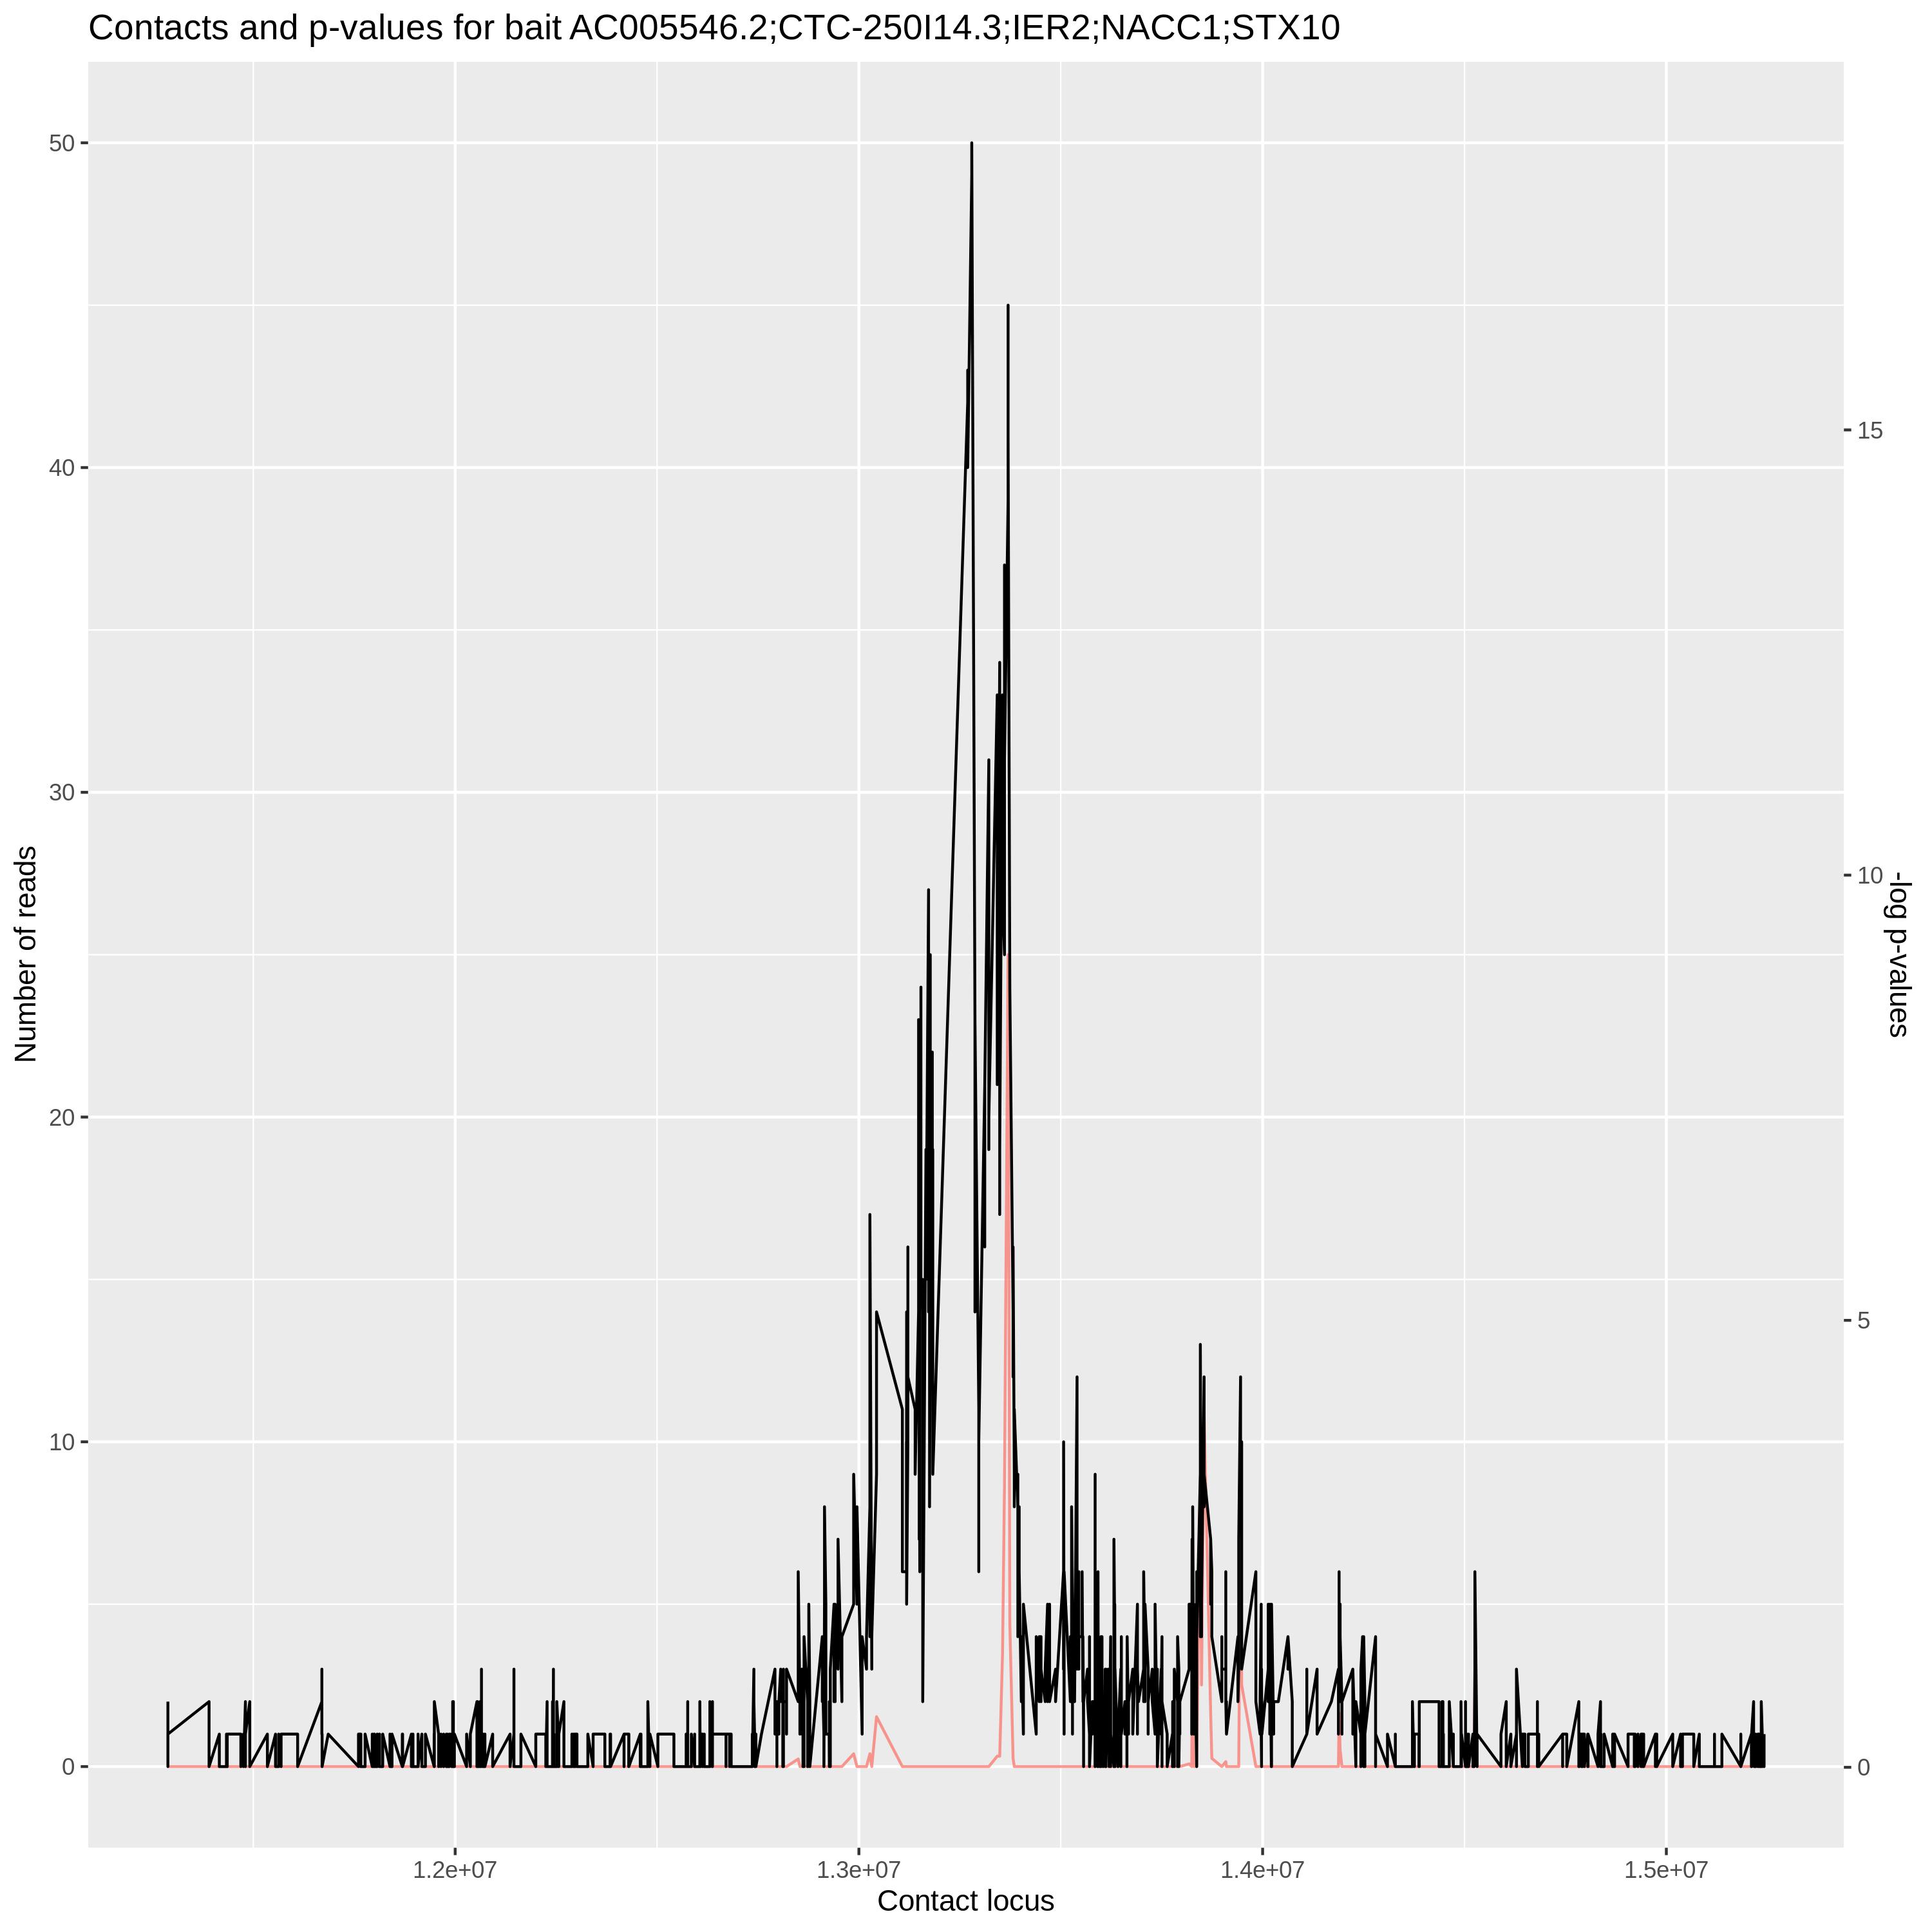 Contacts and p-values for bait AC005546.2;CTC-250I14.3;IER2;NACC1;STX10
50
40
30
20
10
0
Number of reads
15
10
5
0
-log p-values
1.2e+07
1.3e+07
1.4e+07
1.5e+07
Contact locus